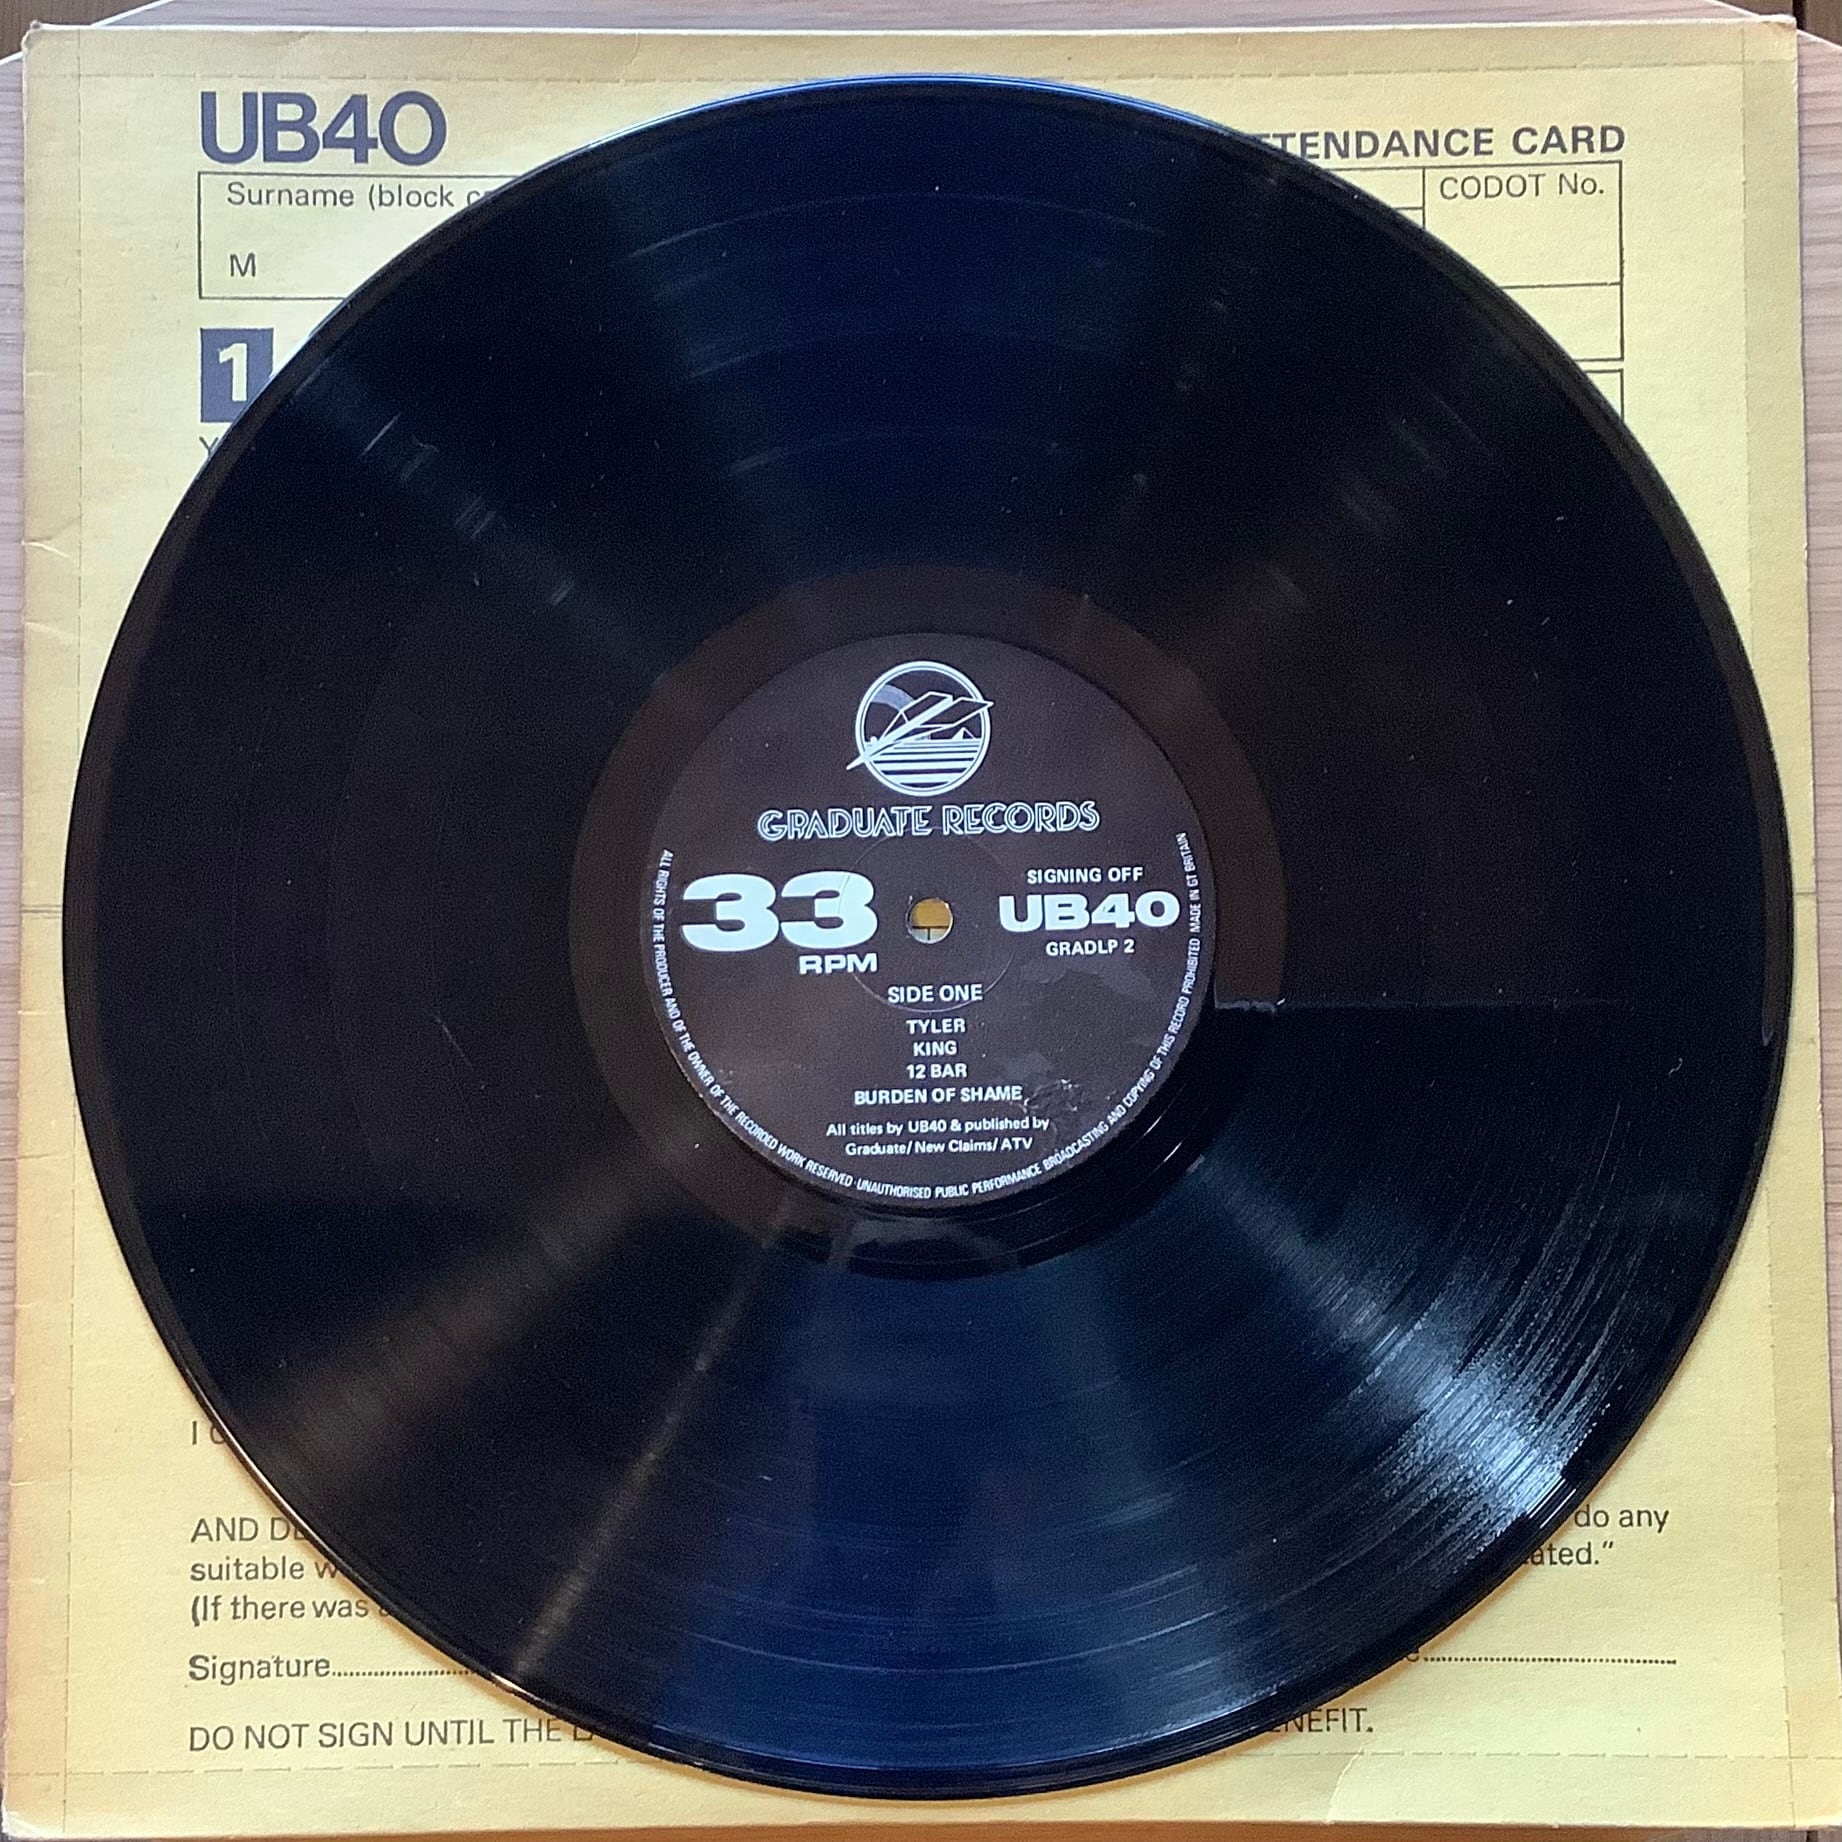 UB40
TTENDANCE CARD
Surname (block
CODOT No.
M
1
GRADUATE RECORDS
33
RPM
SIGNING OFF
UB40
GRADLP 2
SIDE ONE
TYLER
KING
12 BAR
BURDEN OF SHAME
All titles by UB40 & published by
Graduate/New Claims/ATV
ALL RIGHTS OF THE PRODUCER AND OF THE OWNER OF THE RECORDED WORK RESERVED · UNAUTHORISED PUBLIC PERFORMANCE BROADCASTING AND COPYING OF THIS RECORD PROHIBITED MADE IN GT BRITAIN
I
AND
do any
suitable
ated."
(If there was
Signature
DO NOT SIGN UNTIL THE
ENEFIT.